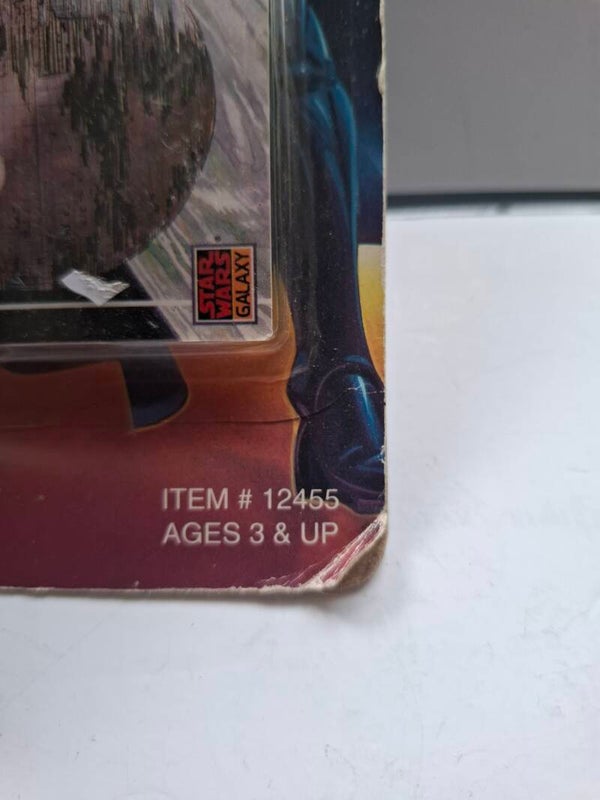 STAR
WARS
GALAXY
ITEM # 12455
AGES 3 & UP